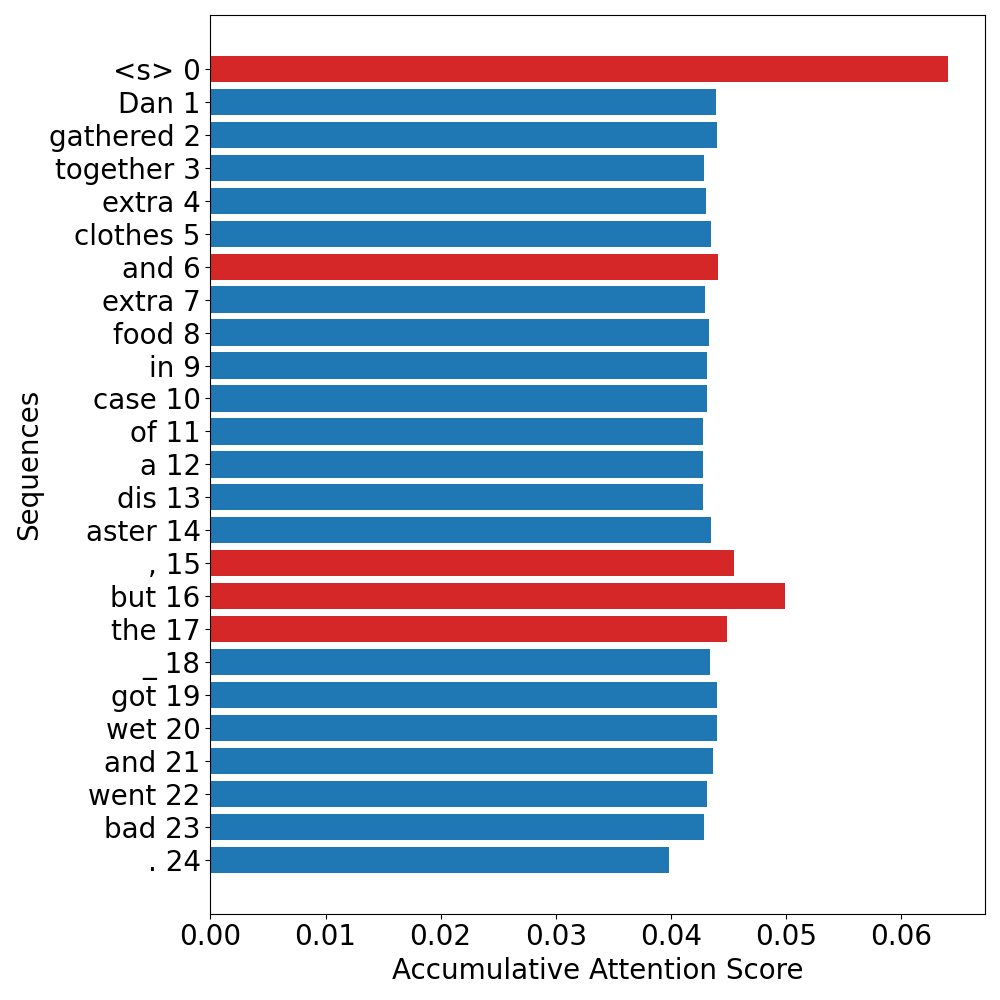 <s> 0
Dan 1
gathered 2
together 3
extra 4
clothes 5
and 6
extra 7
food 8
in 9
case 10
of 11
a 12
dis 13
aster 14
, 15
but 16
the 17
_ 18
got 19
wet 20
and 21
went 22
bad 23
. 24
Sequences
0.00 0.01 0.02 0.03 0.04 0.05 0.06
Accumulative Attention Score